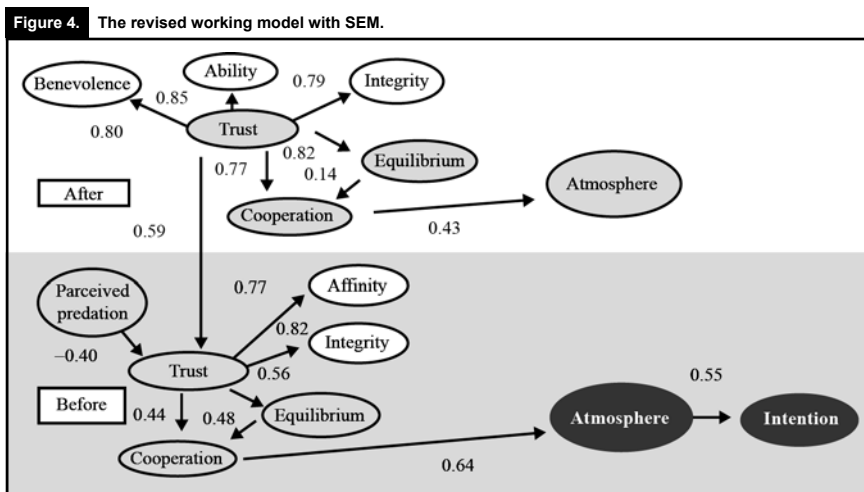 Figure 4. The revised working model with SEM.
Benevolence
Ability
Integrity
0.85
0.79
0.80
Trust
0.77
0.82
0.14
Equilibrium
After
Cooperation
Atmosphere
0.43
0.59
Parceived
predation
0.77
Affinity
0.82
Integrity
−0.40
Trust
0.56
Before
0.44
0.48
Equilibrium
Cooperation
0.64
Atmosphere
0.55
Intention